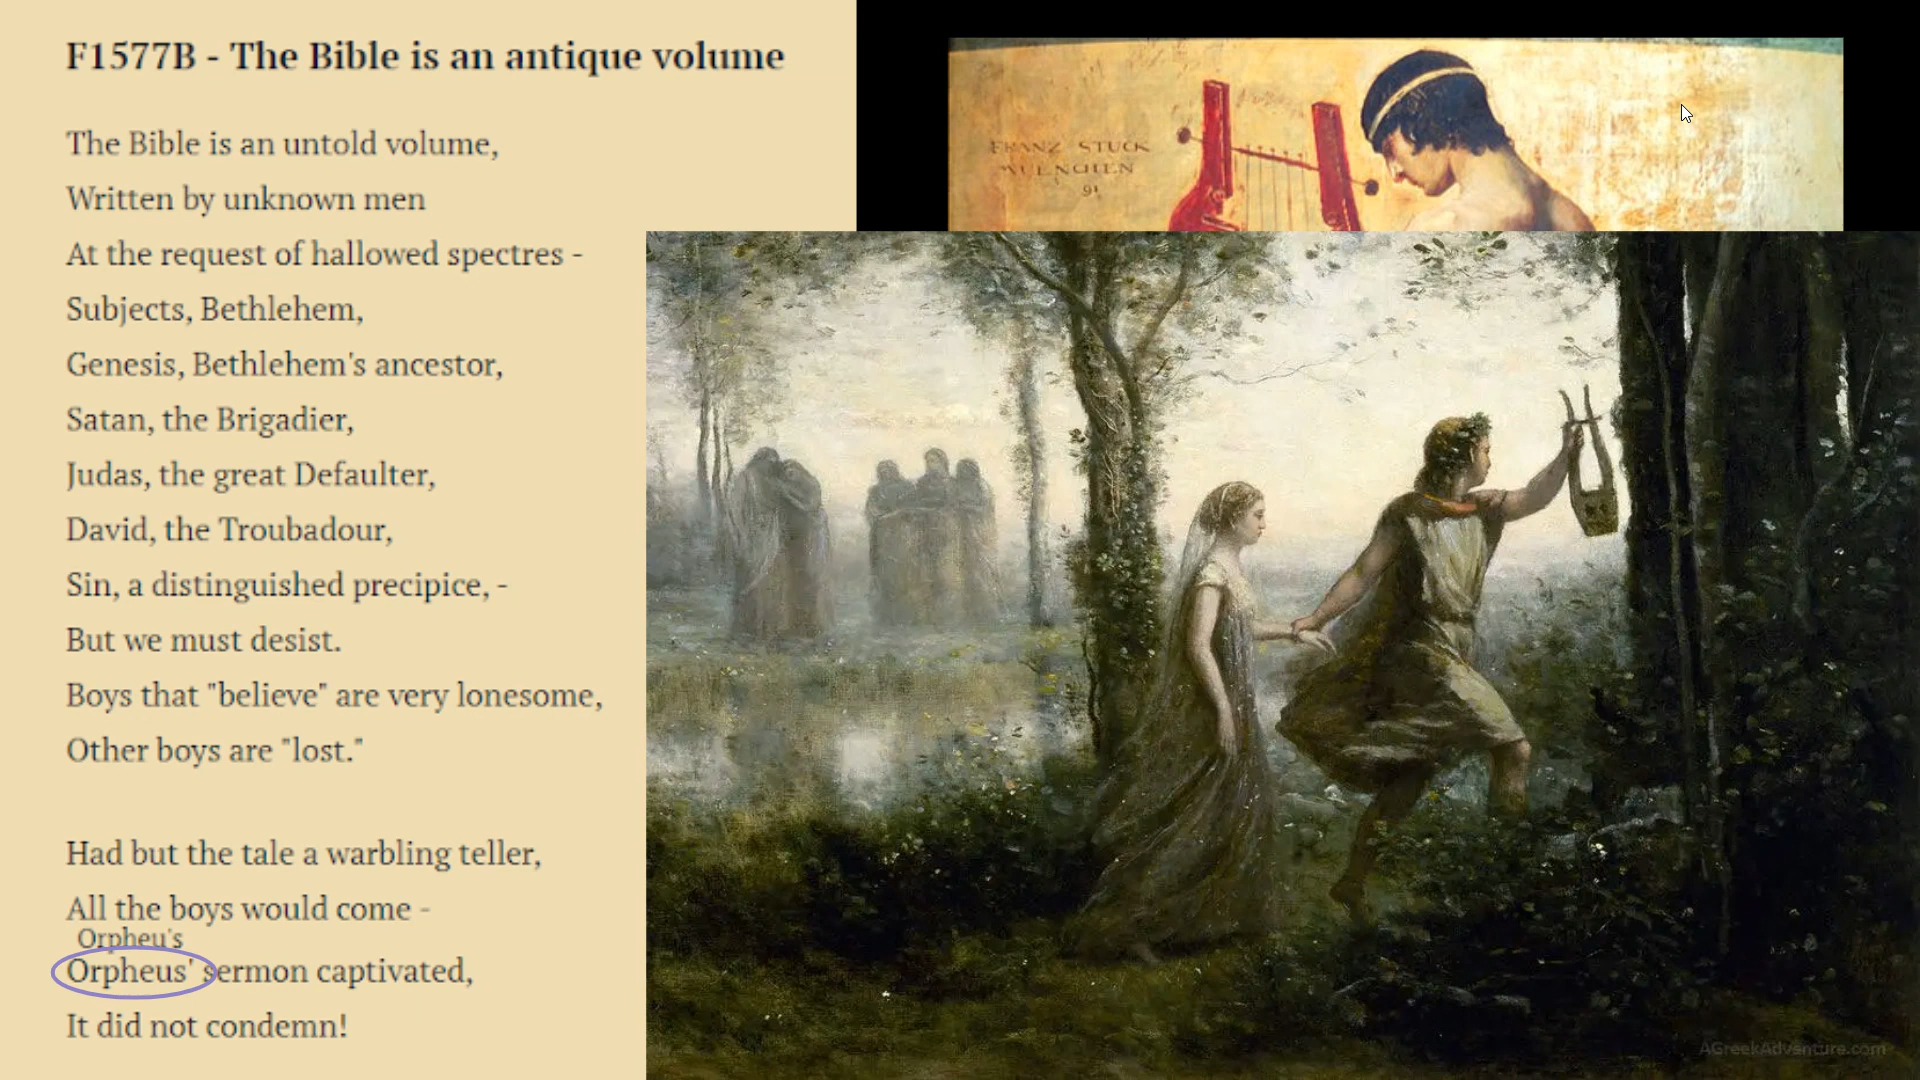 F1577B - The Bible is an antique volume
The Bible is an untold volume,
Written by unknown men
At the request of hallowed spectres -
Subjects, Bethlehem,
Genesis, Bethlehem's ancestor,
Satan, the Brigadier,
Judas, the great Defaulter,
David, the Troubadour,
Sin, a distinguished precipice, -
But we must desist.
Boys that "believe" are very lonesome,
Other boys are "lost."
Had but the tale a warbling teller,
All the boys would come -
Orpheu's
Orpheus' sermon captivated,
It did not condemn!
FRANZ STUCK
MUENCHEN
91
AGreekAdventure.com